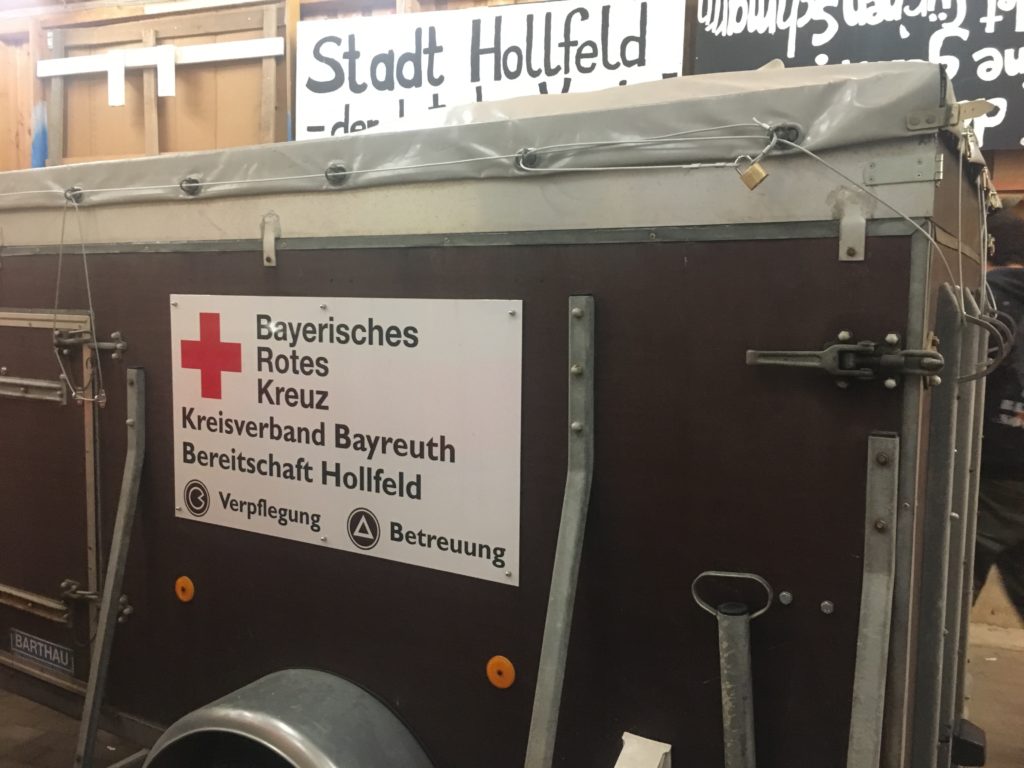 Stadt Hollfeld
Bayerisches
Rotes
Kreuz
Kreisverband Bayreuth
Bereitschaft Hollfeld
Verpflegung
Betreuung
BARTHAU